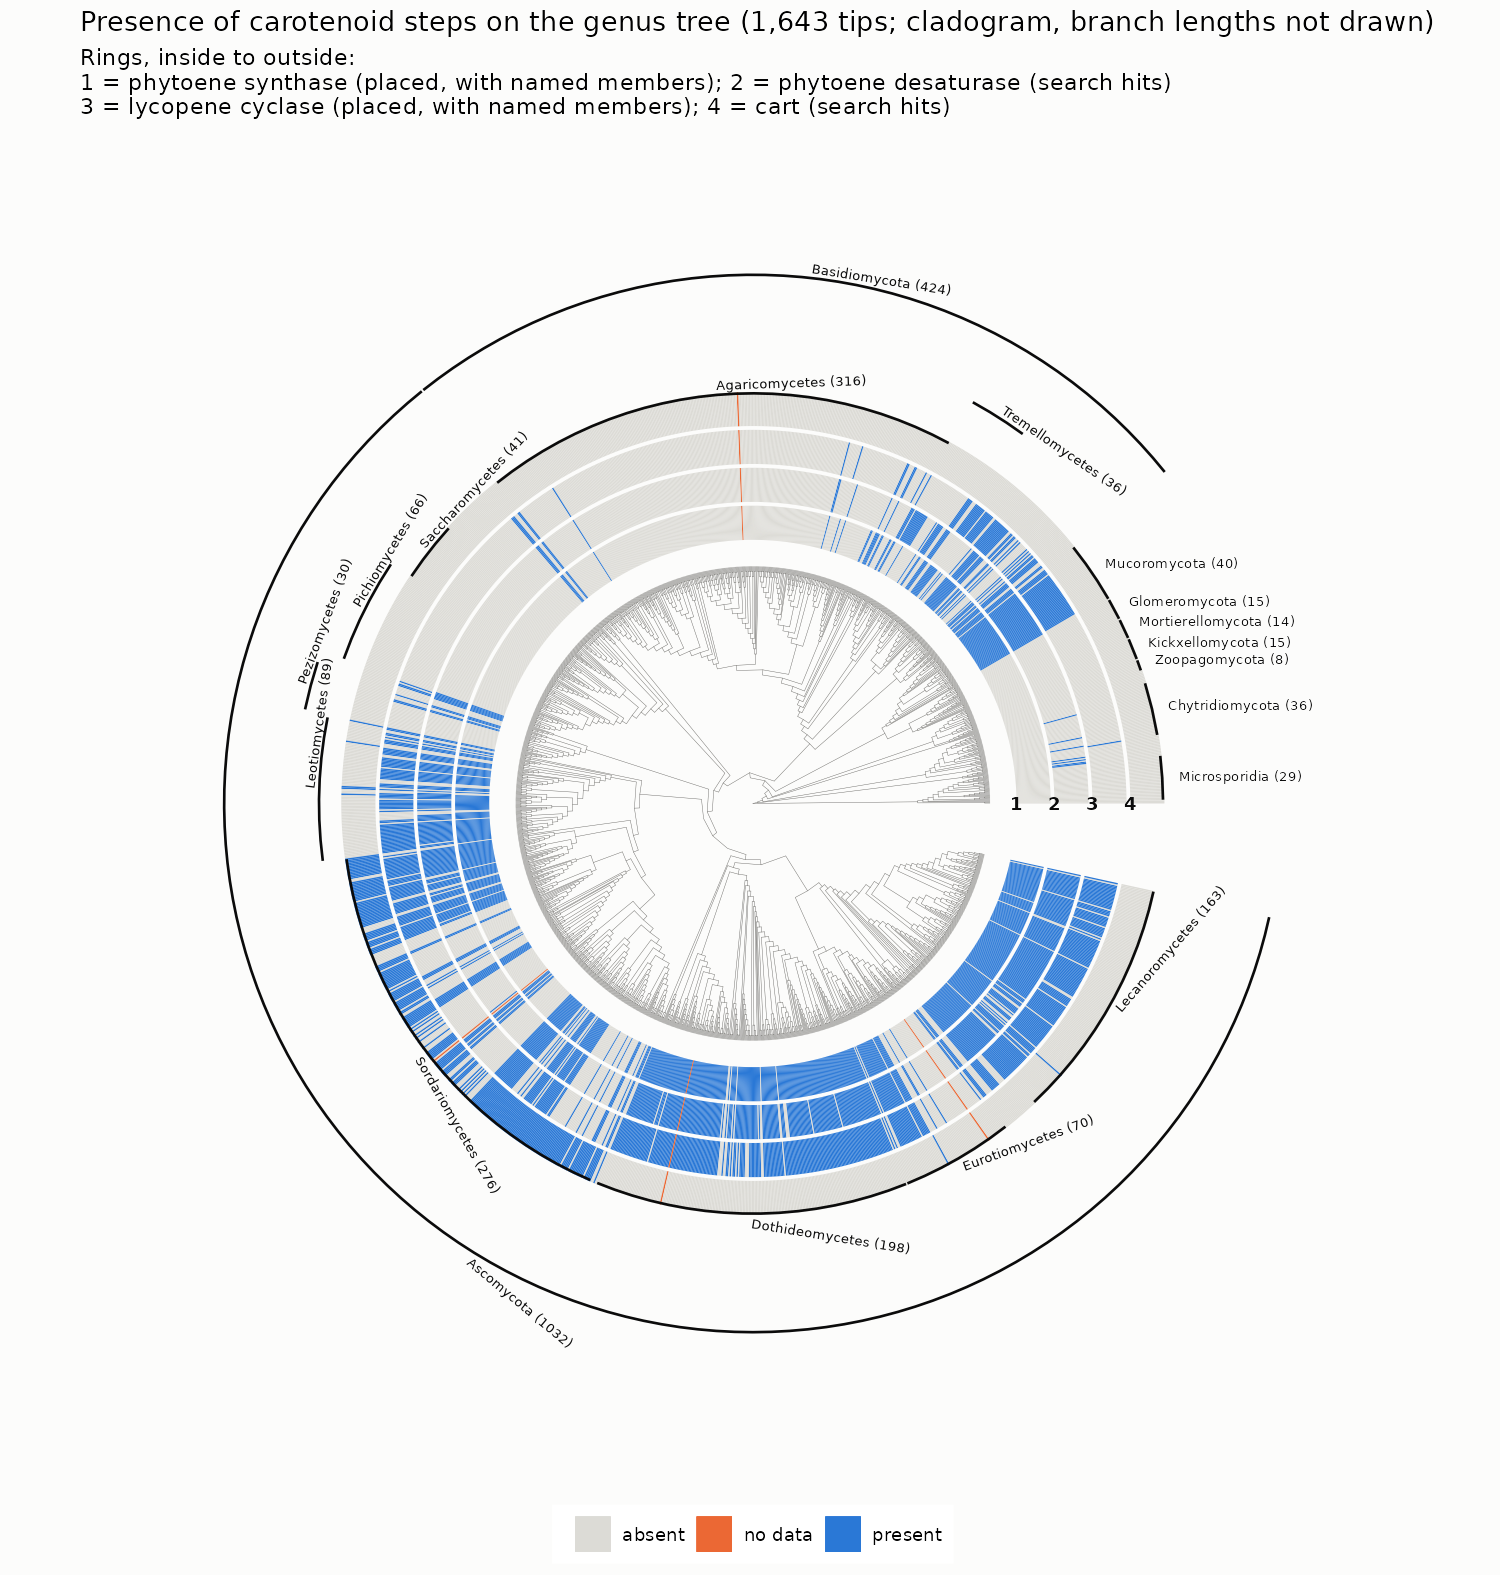 Presence of carotenoid steps on the genus tree (1,643 tips; cladogram, branch lengths not drawn)
Rings, inside to outside:
1 = phytoene synthase (placed, with named members); 2 = phytoene desaturase (search hits)
3 = lycopene cyclase (placed, with named members); 4 = cart (search hits)
Basidiomycota (424)
Agaricomycetes (316)
Tremellomycetes (36)
Saccharomycetes (41)
Pichiomycetes (66)
Pezizomycetes (30)
Leotiomycetes (89)
Mucoromycota (40)
Glomeromycota (15)
Mortierellomycota (14)
Kickxellomycota (15)
Zoopagomycota (8)
Chytridiomycota (36)
Microsporidia (29)
1 2 3 4
Lecanoromycetes (163)
Eurotiomycetes (70)
Sordariomycetes (276)
Dothideomycetes (198)
Ascomycota (1032)
absent no data present